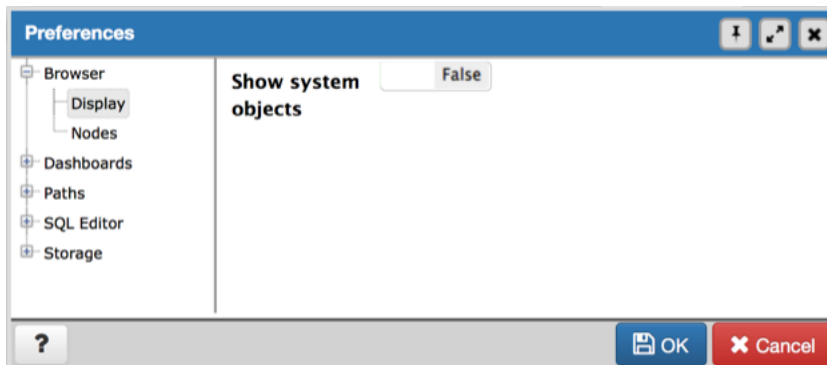 Preferences
Browser
Display
Nodes
Dashboards
Paths
SQL Editor
Storage
Show system
objects
False
?
OK
Cancel